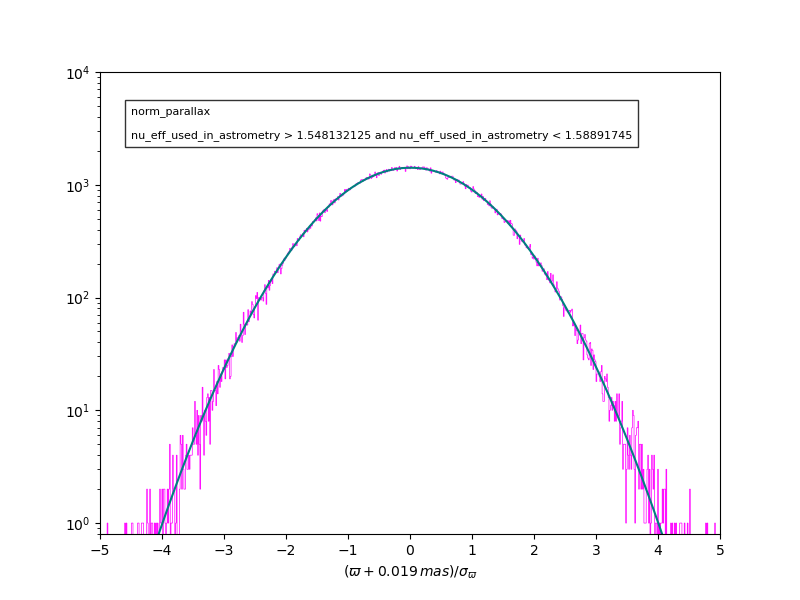 10⁴
norm_parallax
nu_eff_used_in_astrometry > 1.548132125 and nu_eff_used_in_astrometry < 1.58891745
10³
10²
10¹
10⁰
−5 −4 −3 −2 −1 0 1 2 3 4 5
(ϖ + 0.019 mas)/σ_ϖ